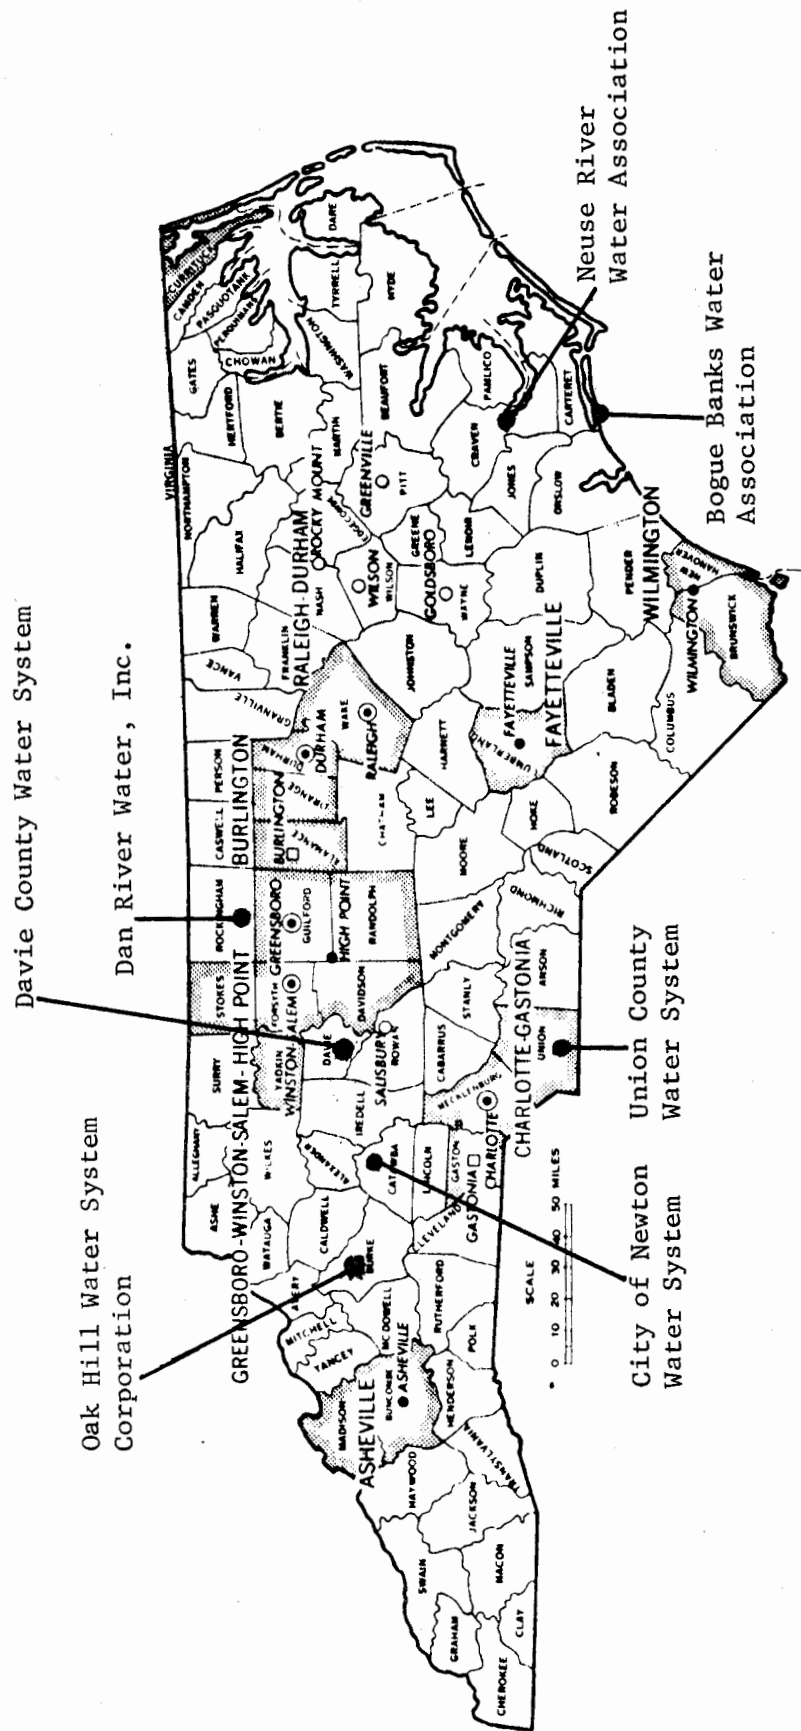 Davie County Water System
Dan River Water, Inc.
Oak Hill Water System
Corporation
Neuse River
Water Association
Bogue Banks Water
Association
Union County
Water System
City of Newton
Water System
SCALE
0 10 20 30 40 50 MILES
VIRGINIA
GREENSBORO-WINSTON-SALEM-HIGH POINT
BURLINGTON
RALEIGH-DURHAM
ROCKY MOUNT
GREENVILLE
WILSON
GOLDSBORO
FAYETTEVILLE
WILMINGTON
CHARLOTTE-GASTONIA
ASHEVILLE
SALISBURY
ASHEVILLE
WINSTON-SALEM
GREENSBORO
HIGH POINT
BURLINGTON
DURHAM
RALEIGH
FAYETTEVILLE
WILMINGTON
CHARLOTTE
GASTONIA
CHEROKEE
GRAHAM
CLAY
SWAIN
MACON
JACKSON
HAYWOOD
TRANSYLVANIA
MADISON
BUNCOMBE
HENDERSON
YANCEY
MITCHELL
AVERY
MCDOWELL
POLK
RUTHERFORD
BURKE
CLEVELAND
CALDWELL
WATAUGA
ASHE
ALLEGHANY
WILKES
ALEXANDER
CATAWBA
LINCOLN
GASTON
IREDELL
MECKLENBURG
SURRY
YADKIN
DAVIE
ROWAN
CABARRUS
UNION
STOKES
FORSYTH
DAVIDSON
STANLY
ANSON
ROCKINGHAM
GUILFORD
RANDOLPH
MONTGOMERY
RICHMOND
CASWELL
ALAMANCE
CHATHAM
MOORE
SCOTLAND
HOKE
LEE
PERSON
ORANGE
DURHAM
GRANVILLE
VANCE
WAKE
HARNETT
UMBERLAND
ROBESON
BLADEN
COLUMBUS
BRUNSWICK
NEW
HANOVER
WARREN
FRANKLIN
JOHNSTON
SAMPSON
PENDER
HALIFAX
NASH
WILSON
WAYNE
DUPLIN
NORTHAMPTON
EDGECOMBE
GREENE
LENOIR
ONSLOW
JONES
HERTFORD
BERTIE
MARTIN
PITT
CRAVEN
CARTERET
PAMLICO
GATES
CHOWAN
PERQUIMANS
PASQUOTANK
CAMDEN
CURRITUCK
WASHINGTON
BEAUFORT
TYRRELL
HYDE
DARE